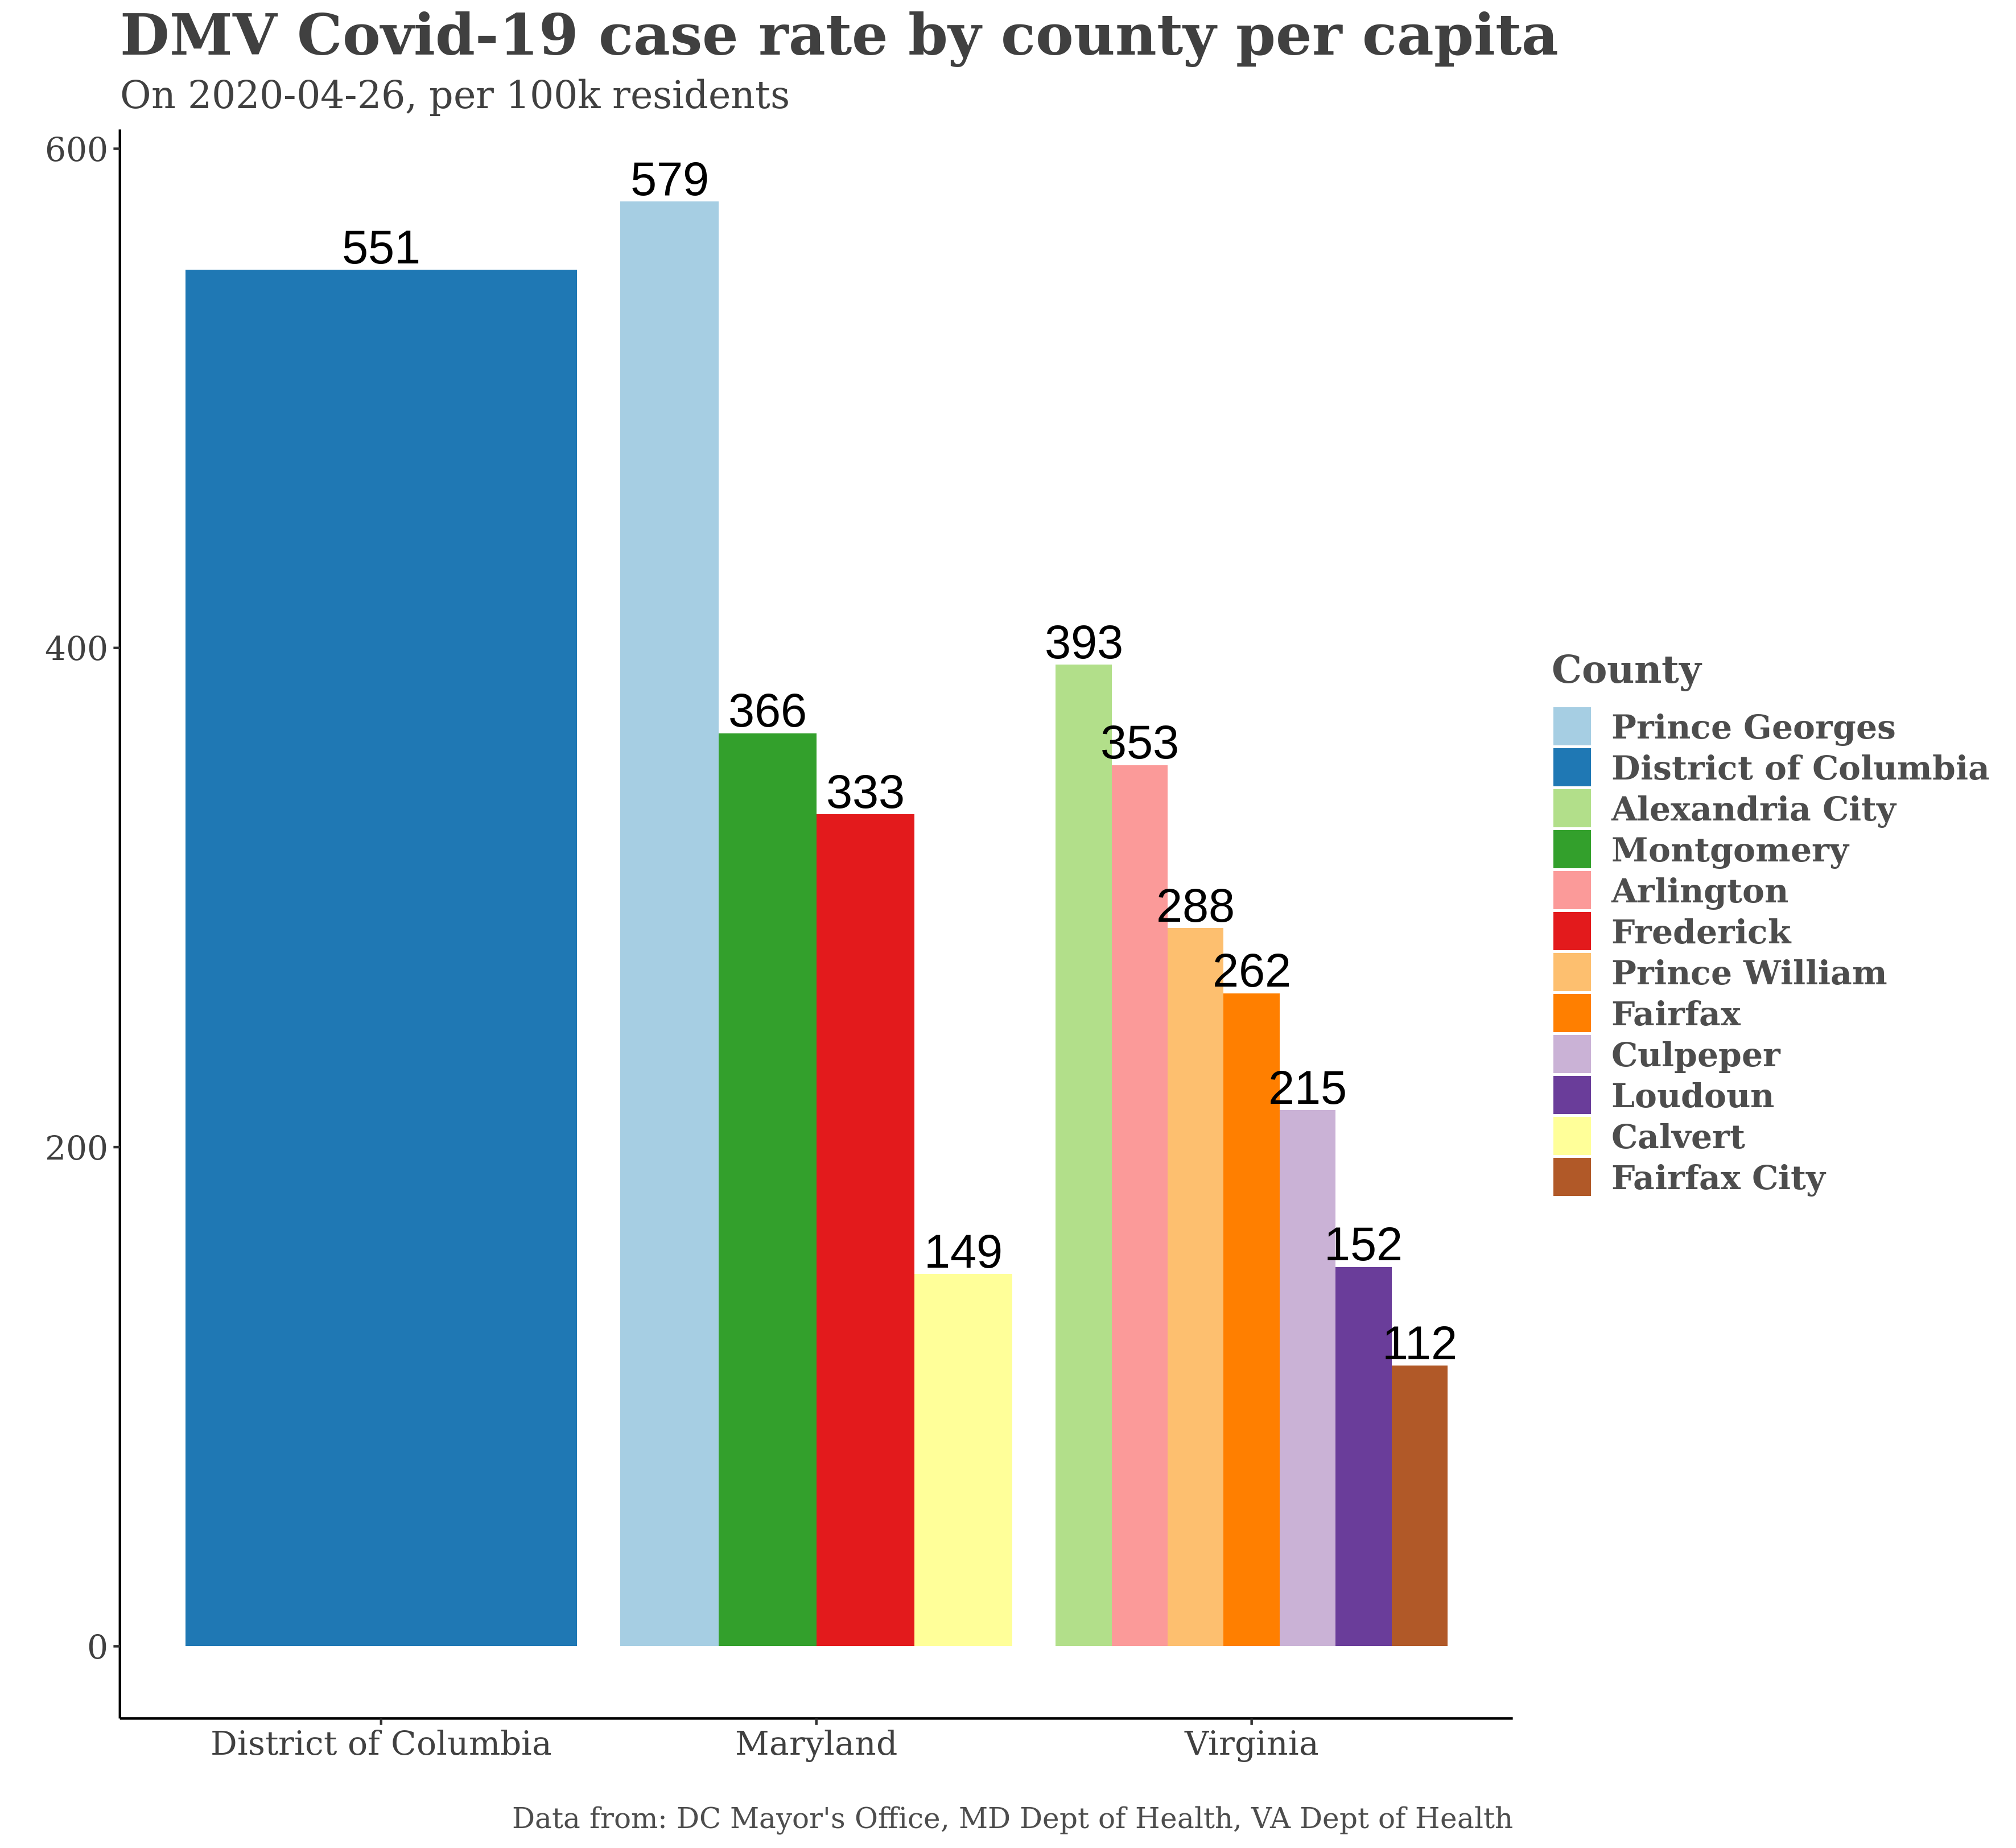 DMV Covid-19 case rate by county per capita
On 2020-04-26, per 100k residents
600
400
200
0
551
579
366
333
149
393
353
288
262
215
152
112
District of Columbia
Maryland
Virginia
County
Prince Georges
District of Columbia
Alexandria City
Montgomery
Arlington
Frederick
Prince William
Fairfax
Culpeper
Loudoun
Calvert
Fairfax City
Data from: DC Mayor's Office, MD Dept of Health, VA Dept of Health